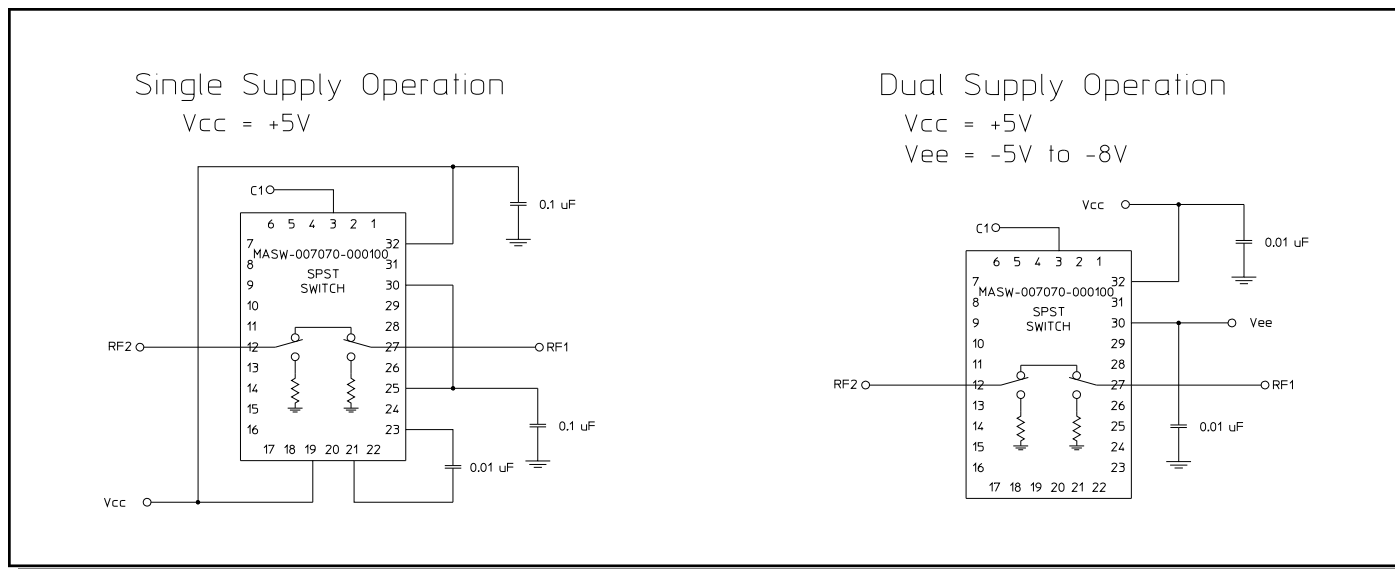 Single Supply Operation
Vcc = +5V
C1
0.1 uF
6 5 4 3 2 1
7
8
9
10
11
12
13
14
15
16
MASW-007070-000100
SPST
SWITCH
32
31
30
29
28
27
26
25
24
23
17 18 19 20 21 22
RF2
RF1
0.1 uF
0.01 uF
Vcc
Dual Supply Operation
Vcc = +5V
Vee = -5V to -8V
Vcc
C1
0.01 uF
6 5 4 3 2 1
7
8
9
10
11
12
13
14
15
16
MASW-007070-000100
SPST
SWITCH
32
31
30
29
28
27
26
25
24
23
17 18 19 20 21 22
Vee
RF2
RF1
0.01 uF